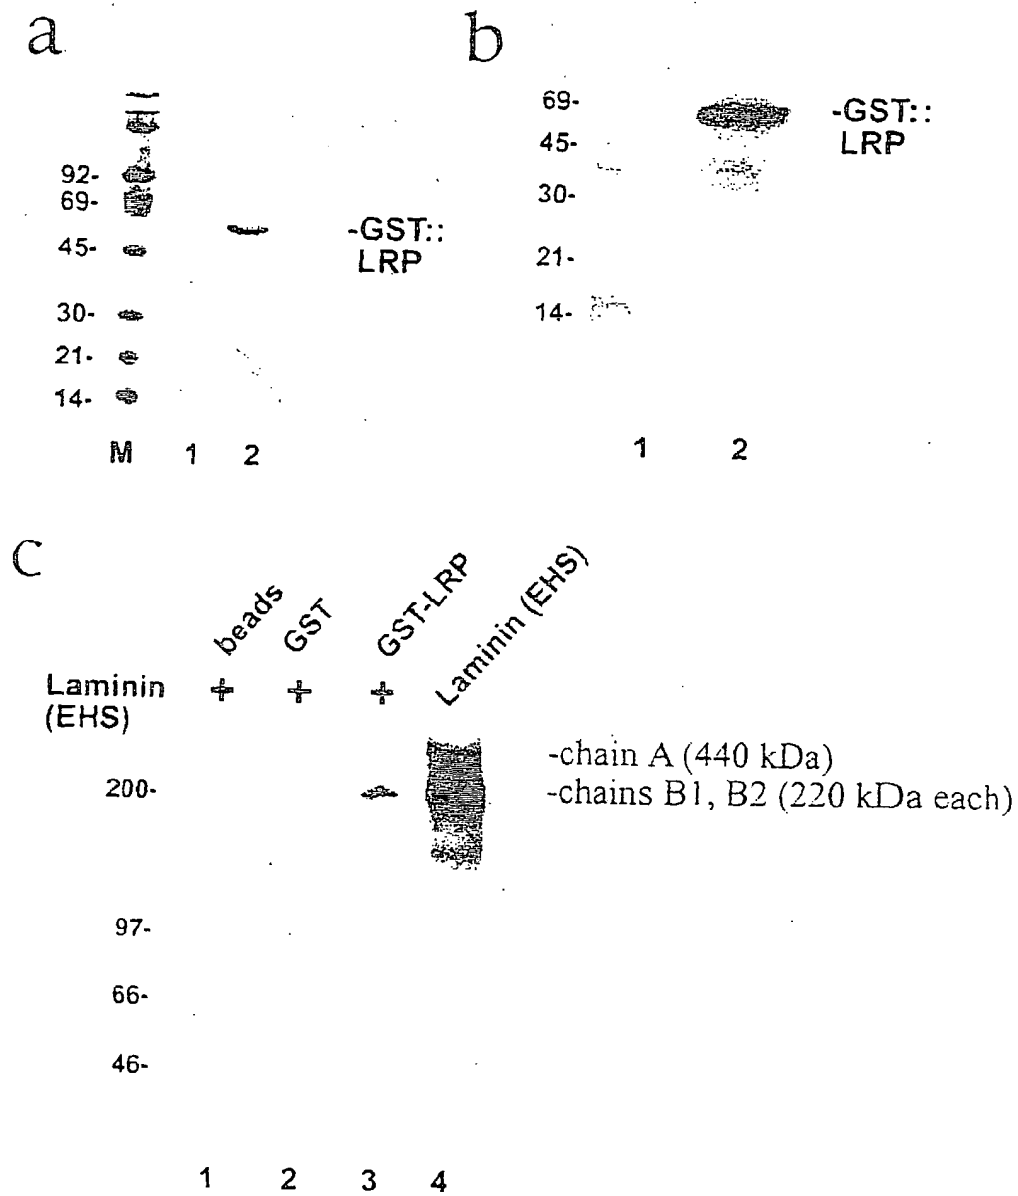 a
92-
69-
45-
30-
21-
14-
-GST::
LRP
M 1 2
b
69-
45-
30-
21-
14-
-GST::
LRP
1 2
C
beads
GST
GST-LRP
Laminin (EHS)
Laminin + + +
(EHS)
200-
97-
66-
46-
-chain A (440 kDa)
-chains B1, B2 (220 kDa each)
1 2 3 4